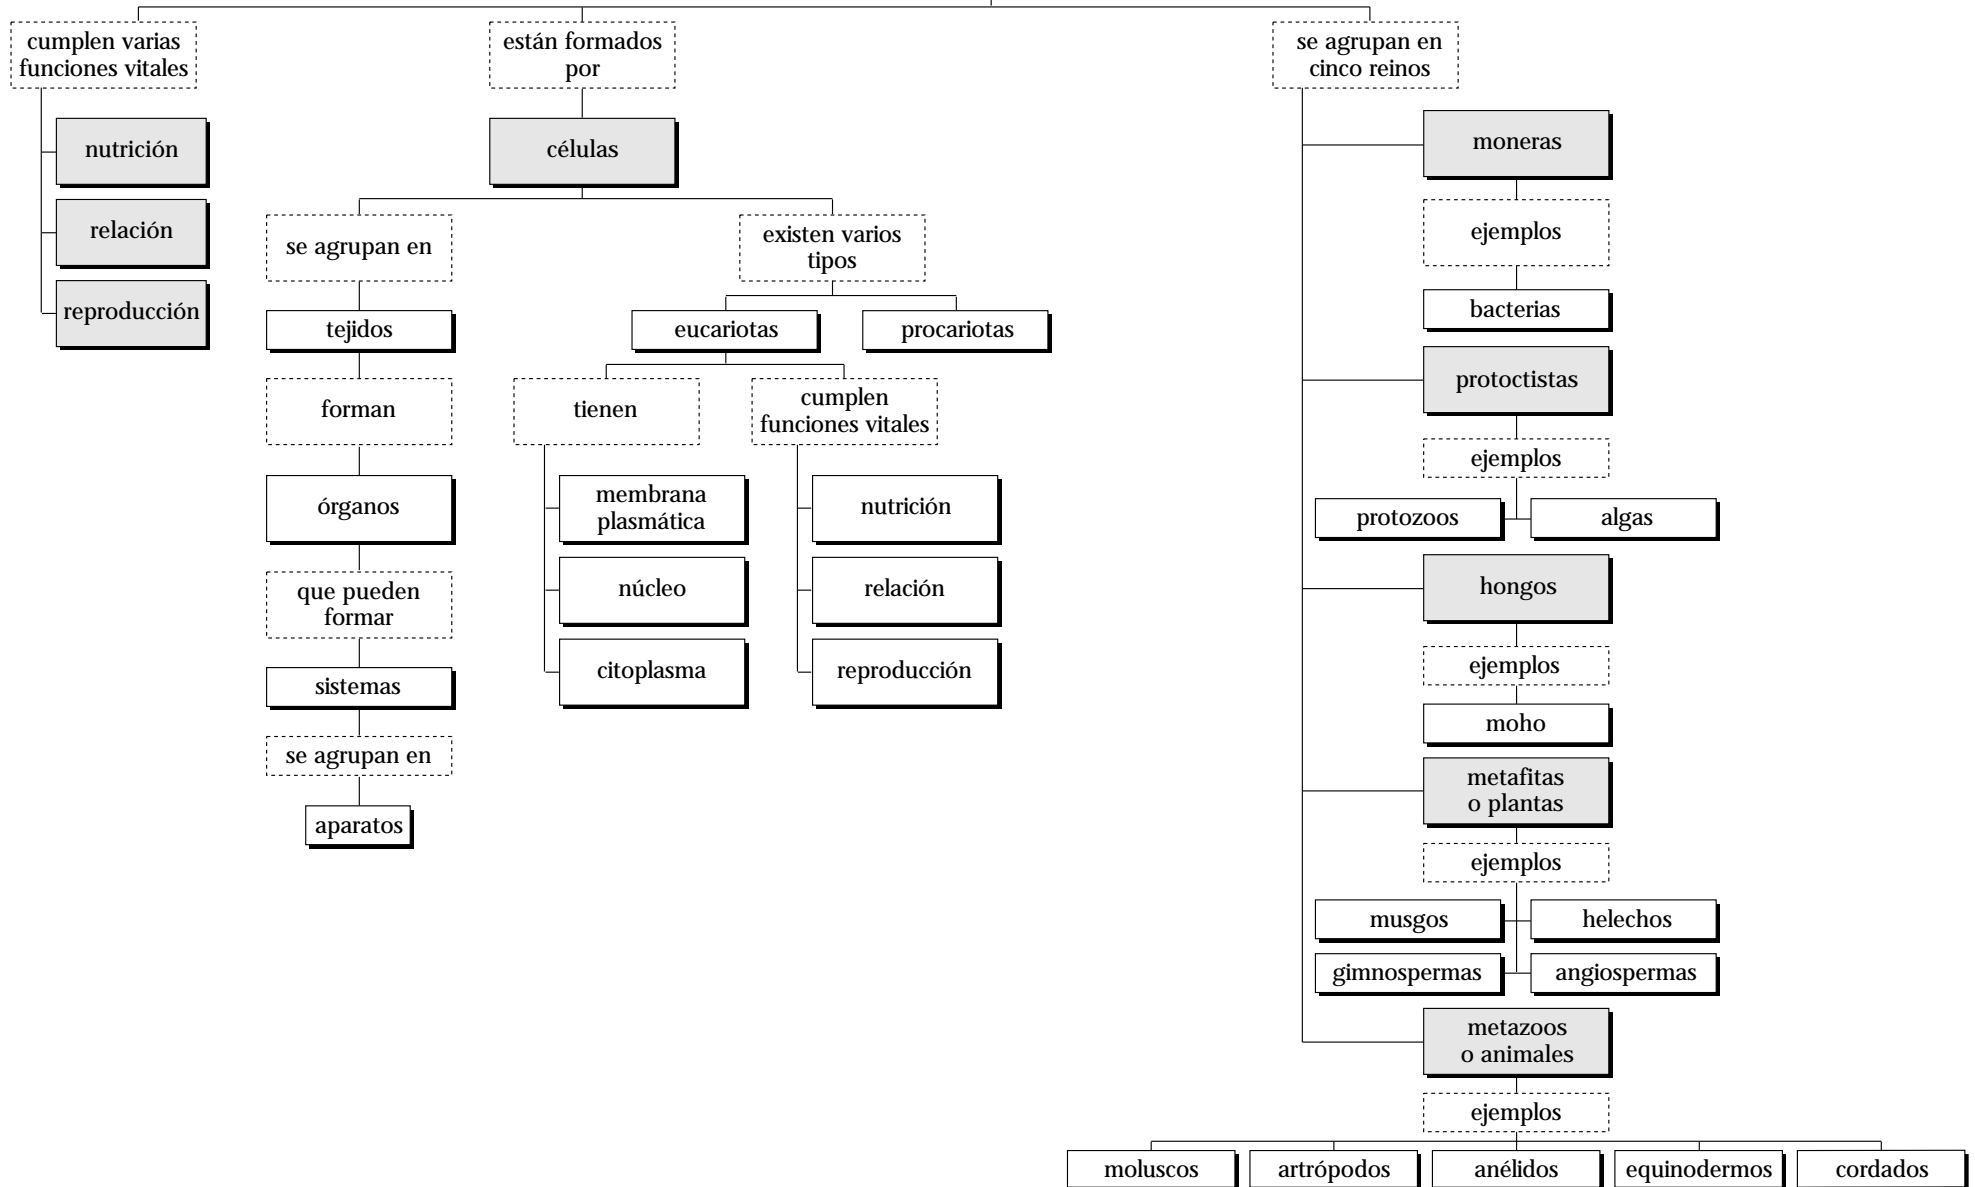 cumplen varias
funciones vitales
nutrición
relación
reproducción
están formados
por
células
se agrupan en
tejidos
forman
órganos
que pueden
formar
sistemas
se agrupan en
aparatos
existen varios
tipos
eucariotas
procariotas
tienen
membrana
plasmática
núcleo
citoplasma
cumplen
funciones vitales
nutrición
relación
reproducción
se agrupan en
cinco reinos
moneras
ejemplos
bacterias
protoctistas
ejemplos
protozoos
algas
hongos
ejemplos
moho
metafitas
o plantas
ejemplos
musgos
helechos
gimnospermas
angiospermas
metazoos
o animales
ejemplos
moluscos
artrópodos
anélidos
equinodermos
cordados